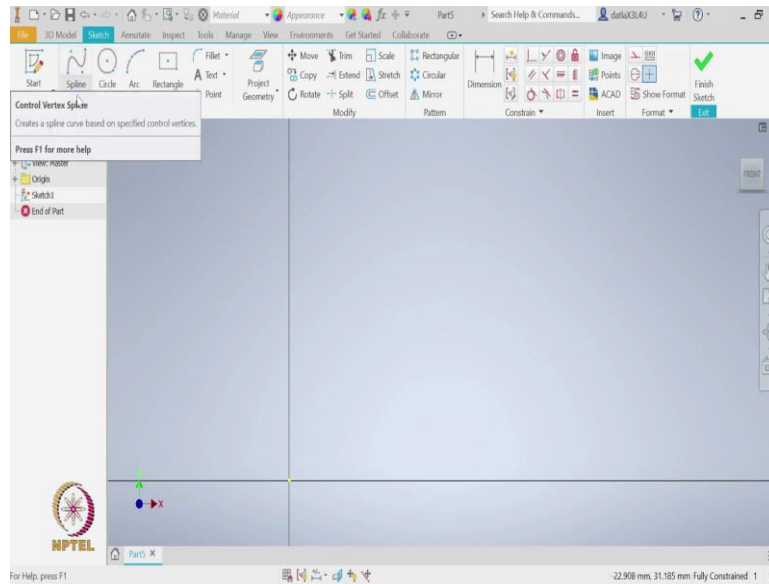 Material Appearance fx Part5 Search Help & Commands... datlaX3L4U
File 3D Model Sketch Annotate Inspect Tools Manage View Environments Get Started Collaborate
Start Spline Circle Arc Rectangle Fillet Text Point Project Geometry
Move Trim Scale
Copy Extend Stretch
Rotate Split Offset
Modify
Rectangular
Circular
Mirror
Pattern
Dimension
Constrain
Image
Points
ACAD
Insert
Show Format
Format
Finish
Sketch
Exit
Control Vertex Spline
Creates a spline curve based on specified control vertices.
Press F1 for more help
View: Master
Origin
Sketch1
End of Part
FRONT
X
NPTEL
Part5 X
For Help, press F1
-22.908 mm, 31.185 mm Fully Constrained 1